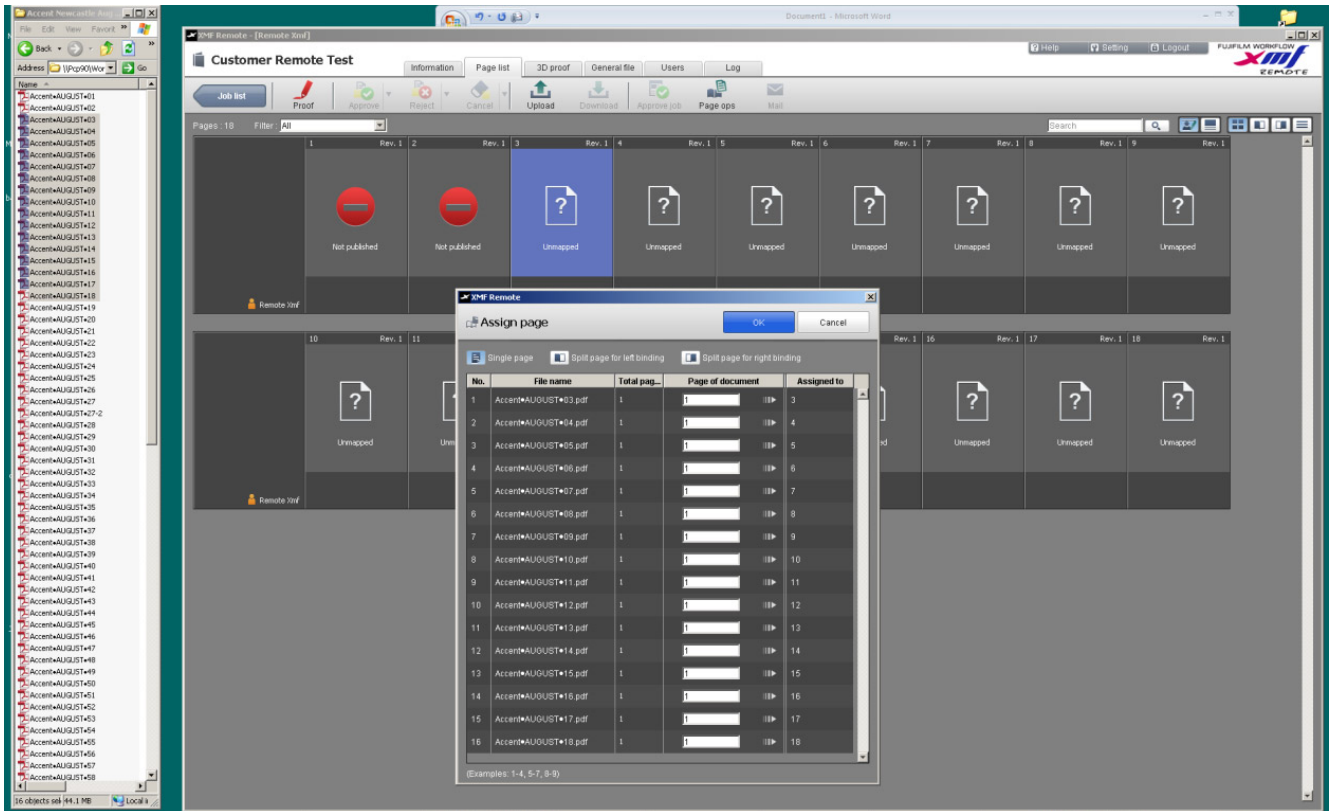 Accent Newcastle Aug
File Edit View Favorit »
Back »
Address \\Pcp90\Wor Go
Name
Accent•AUGUST•01
Accent•AUGUST•02
Accent•AUGUST•03
Accent•AUGUST•04
Accent•AUGUST•05
Accent•AUGUST•06
Accent•AUGUST•07
Accent•AUGUST•08
Accent•AUGUST•09
Accent•AUGUST•10
Accent•AUGUST•11
Accent•AUGUST•12
Accent•AUGUST•13
Accent•AUGUST•14
Accent•AUGUST•15
Accent•AUGUST•16
Accent•AUGUST•17
Accent•AUGUST•18
Accent•AUGUST•19
Accent•AUGUST•20
Accent•AUGUST•21
Accent•AUGUST•22
Accent•AUGUST•23
Accent•AUGUST•24
Accent•AUGUST•25
Accent•AUGUST•26
Accent•AUGUST•27
Accent•AUGUST•27-2
Accent•AUGUST•28
Accent•AUGUST•29
Accent•AUGUST•30
Accent•AUGUST•31
Accent•AUGUST•32
Accent•AUGUST•33
Accent•AUGUST•34
Accent•AUGUST•35
Accent•AUGUST•36
Accent•AUGUST•37
Accent•AUGUST•38
Accent•AUGUST•39
Accent•AUGUST•40
Accent•AUGUST•41
Accent•AUGUST•42
Accent•AUGUST•43
Accent•AUGUST•44
Accent•AUGUST•45
Accent•AUGUST•46
Accent•AUGUST•47
Accent•AUGUST•48
Accent•AUGUST•49
Accent•AUGUST•50
Accent•AUGUST•51
Accent•AUGUST•52
Accent•AUGUST•53
Accent•AUGUST•54
Accent•AUGUST•55
Accent•AUGUST•56
Accent•AUGUST•57
Accent•AUGUST•58
16 objects sel 44.1 MB Local i
Document1 - Microsoft Word
XMF Remote - [Remote Xmf]
Customer Remote Test
Information Page list 3D proof General file Users Log
Help Setting Logout
FUJIFILM WORKFLOW
XMF
REMOTE
Job list Proof Approve Reject Cancel Upload Download Approve job Page ops Mail
Pages : 18 Filter : All Search
1 Rev. 1 2 Rev. 1 3 Rev. 1 4 Rev. 1 5 Rev. 1 6 Rev. 1 7 Rev. 1 8 Rev. 1 9 Rev. 1
Not published Not published Unmapped Unmapped Unmapped Unmapped Unmapped Unmapped Unmapped
Remote Xmf
10 Rev. 1 11 Rev. 1 16 Rev. 1 17 Rev. 1 18 Rev. 1
Unmapped Unmapped Unmapped Unmapped
Remote Xmf
XMF Remote
Assign page OK Cancel
Single page Split page for left binding Split page for right binding
No. File name Total pag... Page of document Assigned to
1 Accent•AUGUST•03.pdf 1 1 3
2 Accent•AUGUST•04.pdf 1 1 4
3 Accent•AUGUST•05.pdf 1 1 5
4 Accent•AUGUST•06.pdf 1 1 6
5 Accent•AUGUST•07.pdf 1 1 7
6 Accent•AUGUST•08.pdf 1 1 8
7 Accent•AUGUST•09.pdf 1 1 9
8 Accent•AUGUST•10.pdf 1 1 10
9 Accent•AUGUST•11.pdf 1 1 11
10 Accent•AUGUST•12.pdf 1 1 12
11 Accent•AUGUST•13.pdf 1 1 13
12 Accent•AUGUST•14.pdf 1 1 14
13 Accent•AUGUST•15.pdf 1 1 15
14 Accent•AUGUST•16.pdf 1 1 16
15 Accent•AUGUST•17.pdf 1 1 17
16 Accent•AUGUST•18.pdf 1 1 18
(Examples: 1-4, 5-7, 8-9)